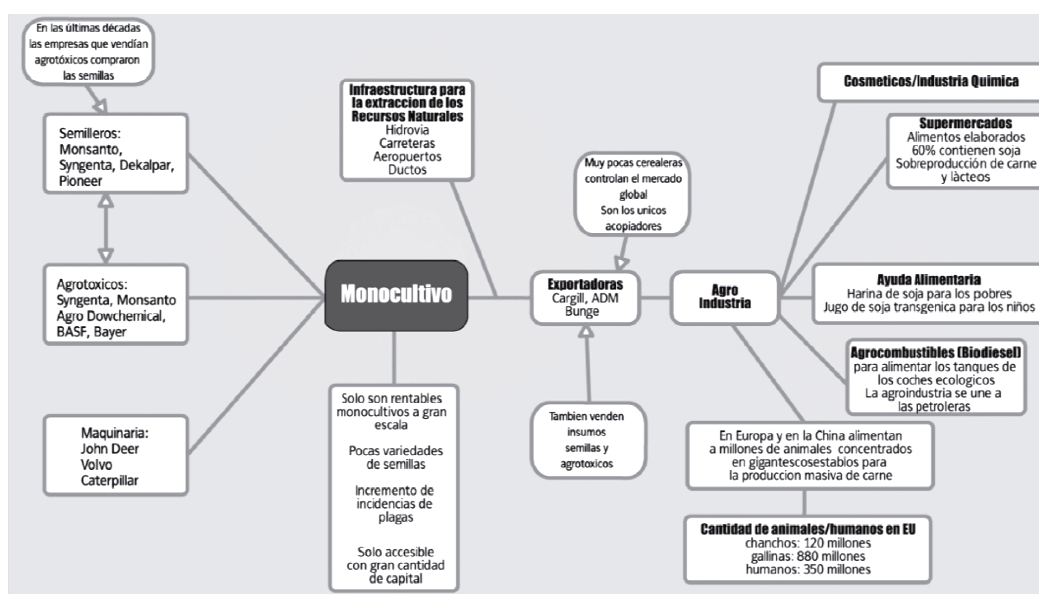 En las últimas décadas
las empresas que vendían
agrotóxicos compraron
las semillas
Semilleros:
Monsanto,
Syngenta, Dekalpar,
Pioneer
Agrotoxicos:
Syngenta, Monsanto
Agro Dowchemical,
BASF, Bayer
Maquinaria:
John Deer
Volvo
Caterpillar
Infraestructura para
la extraccion de los
Recursos Naturales
Hidrovia
Carreteras
Aeropuertos
Ductos
Monocultivo
Solo son rentables
monocultivos a gran
escala
Pocas variedades
de semillas
Incremento de
incidencias de
plagas
Solo accesible
con gran cantidad
de capital
Muy pocas cerealeras
controlan el mercado
global
Son los unicos
acopiadores
Exportadoras
Cargill, ADM
Bunge
Tambien venden
insumos
semillas y
agrotoxicos
Agro
Industria
Cosmeticos/Industria Quimica
Supermercados
Alimentos elaborados
60% contienen soja
Sobreproducción de carne
y làcteos
Ayuda Alimentaria
Harina de soja para los pobres
Jugo de soja transgenica para los niños
Agrocombustibles (Biodiesel)
para alimentar los tanques de
los coches ecologicos
La agroindustria se une a
las petroleras
En Europa y en la China alimentan
a millones de animales concentrados
en gigantescosestablos para
la produccion masiva de carne
Cantidad de animales/humanos en EU
chanchos: 120 millones
gallinas: 880 millones
humanos: 350 millones